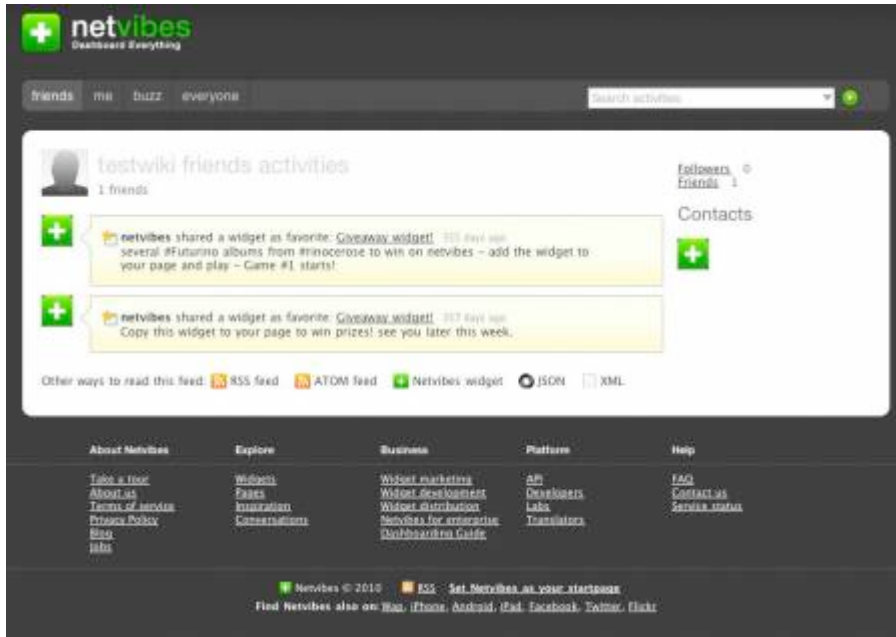 netvibes
Dashboard Everything
friends me buzz everyone
Search activities
testwiki friends activities
1 friends
Followers 0
Friends 1
Contacts
netvibes shared a widget as favorite: Giveaway widget! days ago
several #Futurino albums from #rinocerose to win on netvibes – add the widget to
your page and play – Game #1 starts!
netvibes shared a widget as favorite: Giveaway widget! days ago
Copy this widget to your page to win prizes! see you later this week.
Other ways to read this feed: RSS feed ATOM feed Netvibes widget JSON XML
About Netvibes Explore Business Platform Help
Take a tour Widgets Widget marketing API FAQ
About us Pages Widget development Developers Contact us
Terms of service Inspiration Widget distribution Labs Service status
Privacy Policy Conversations Netvibes for enterprise Translators
Blog Dashboarding Guide
Jobs
Netvibes © 2010 RSS Set Netvibes as your startpage
Find Netvibes also on: Wap, iPhone, Android, iPad, Facebook, Twitter, Flickr